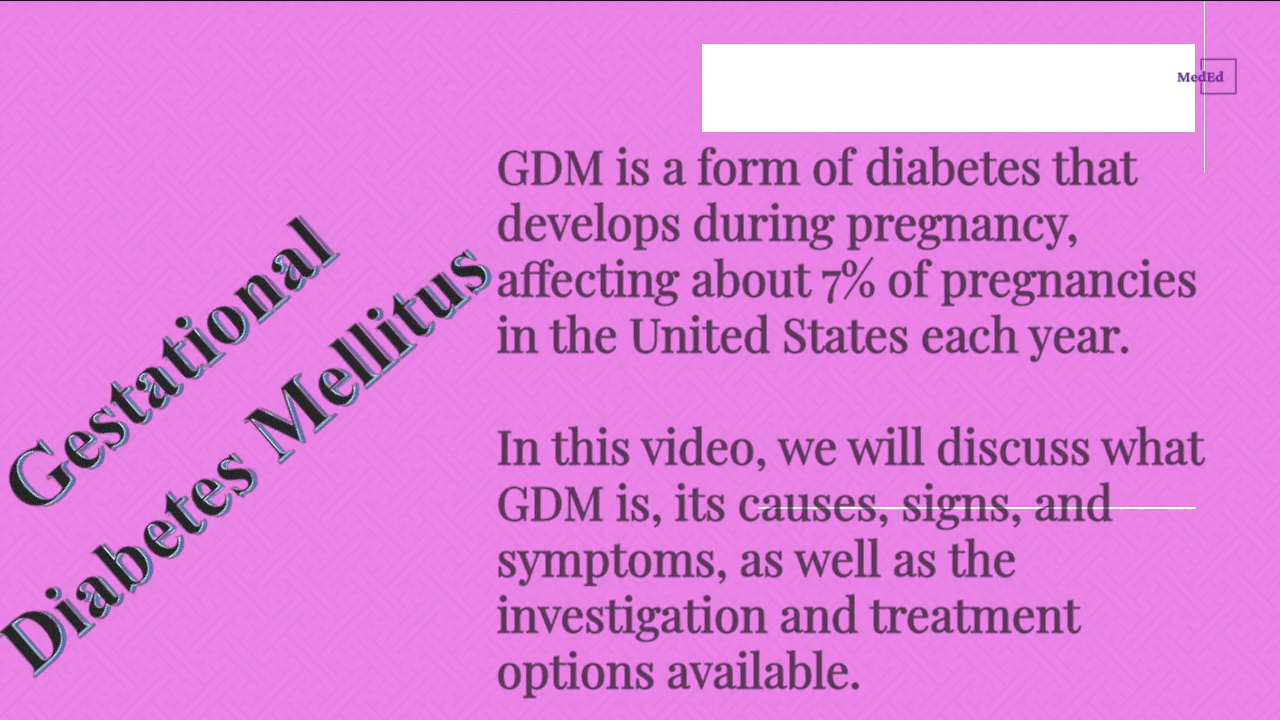 MedEd
GDM is a form of diabetes that
develops during pregnancy,
affecting about 7% of pregnancies
in the United States each year.
Gestational
Diabetes Mellitus
In this video, we will discuss what
GDM is, its causes, signs, and
symptoms, as well as the
investigation and treatment
options available.